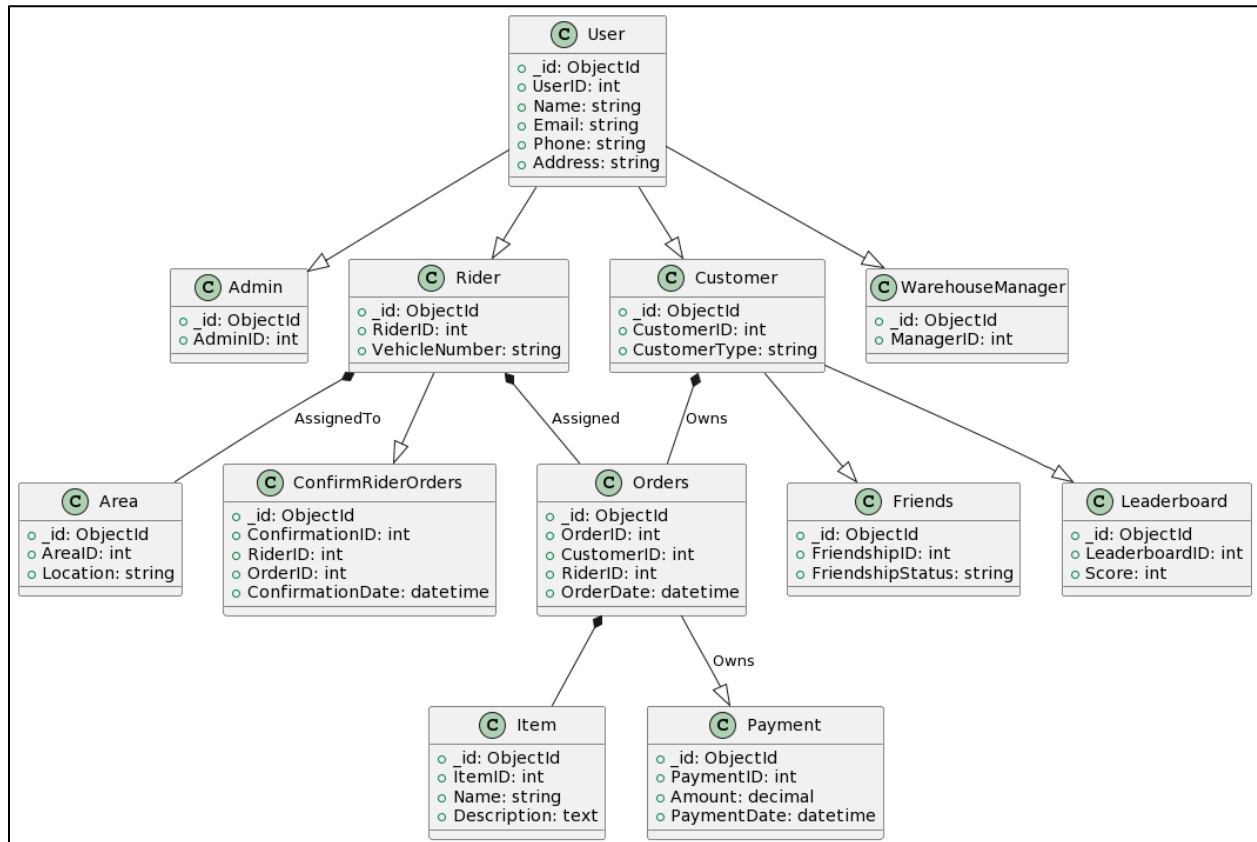 C User
_id: ObjectId
UserID: int
Name: string
Email: string
Phone: string
Address: string
C Admin
_id: ObjectId
AdminID: int
C Rider
_id: ObjectId
RiderID: int
VehicleNumber: string
C Customer
_id: ObjectId
CustomerID: int
CustomerType: string
C WarehouseManager
_id: ObjectId
ManagerID: int
AssignedTo
Assigned
Owns
C Area
_id: ObjectId
AreaID: int
Location: string
C ConfirmRiderOrders
_id: ObjectId
ConfirmationID: int
RiderID: int
OrderID: int
ConfirmationDate: datetime
C Orders
_id: ObjectId
OrderID: int
CustomerID: int
RiderID: int
OrderDate: datetime
C Friends
_id: ObjectId
FriendshipID: int
FriendshipStatus: string
C Leaderboard
_id: ObjectId
LeaderboardID: int
Score: int
Owns
C Item
_id: ObjectId
ItemID: int
Name: string
Description: text
C Payment
_id: ObjectId
PaymentID: int
Amount: decimal
PaymentDate: datetime